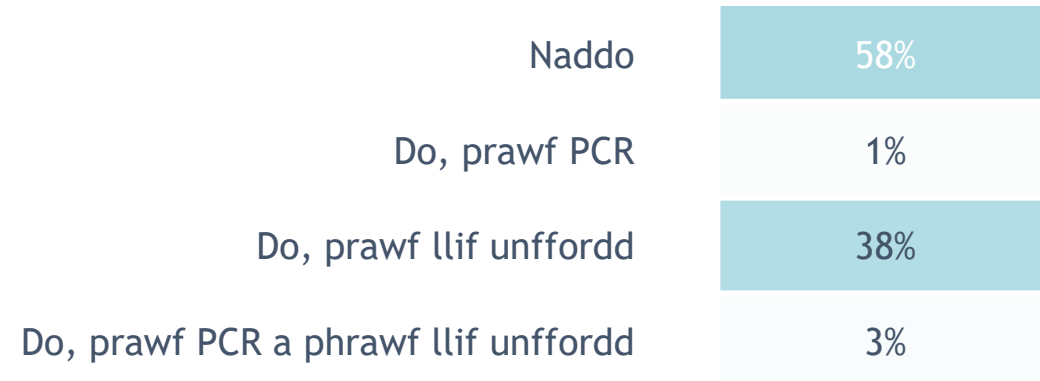 Naddo 58%
Do, prawf PCR 1%
Do, prawf llif unffordd 38%
Do, prawf PCR a phrawf llif unffordd 3%